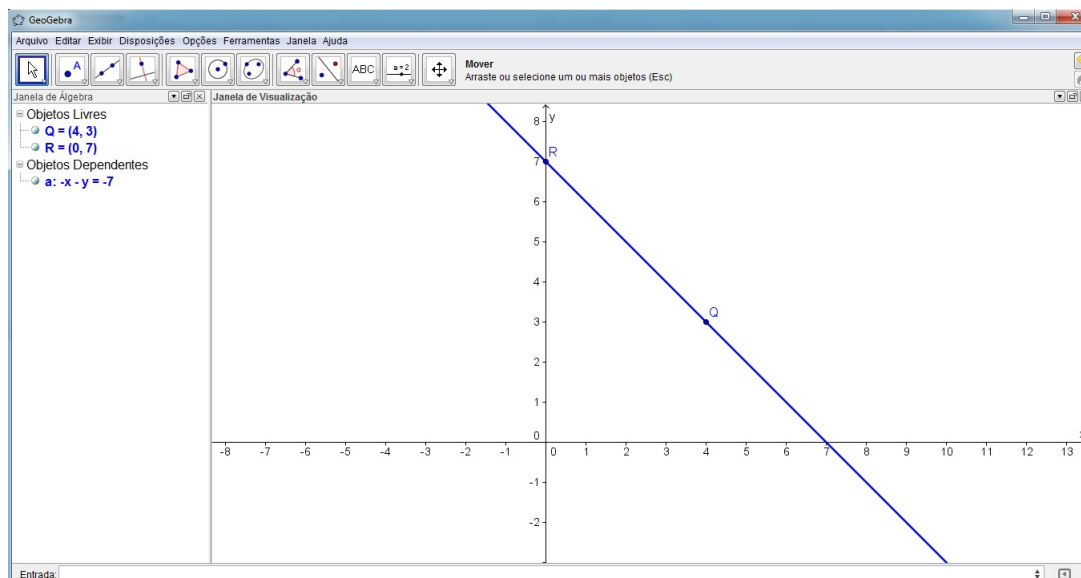 GeoGebra
Arquivo Editar Exibir Disposições Opções Ferramentas Janela Ajuda
A
ABC
a = 2
Mover
Arraste ou selecione um ou mais objetos (Esc)
Janela de Álgebra
Objetos Livres
Q = (4, 3)
R = (0, 7)
Objetos Dependentes
a: -x - y = -7
Janela de Visualização
y
8
7
R
6
5
4
3
Q
2
1
0
-8 -7 -6 -5 -4 -3 -2 -1 0 1 2 3 4 5 6 7 8 9 10 11 12 13
-1
-2
Entrada: